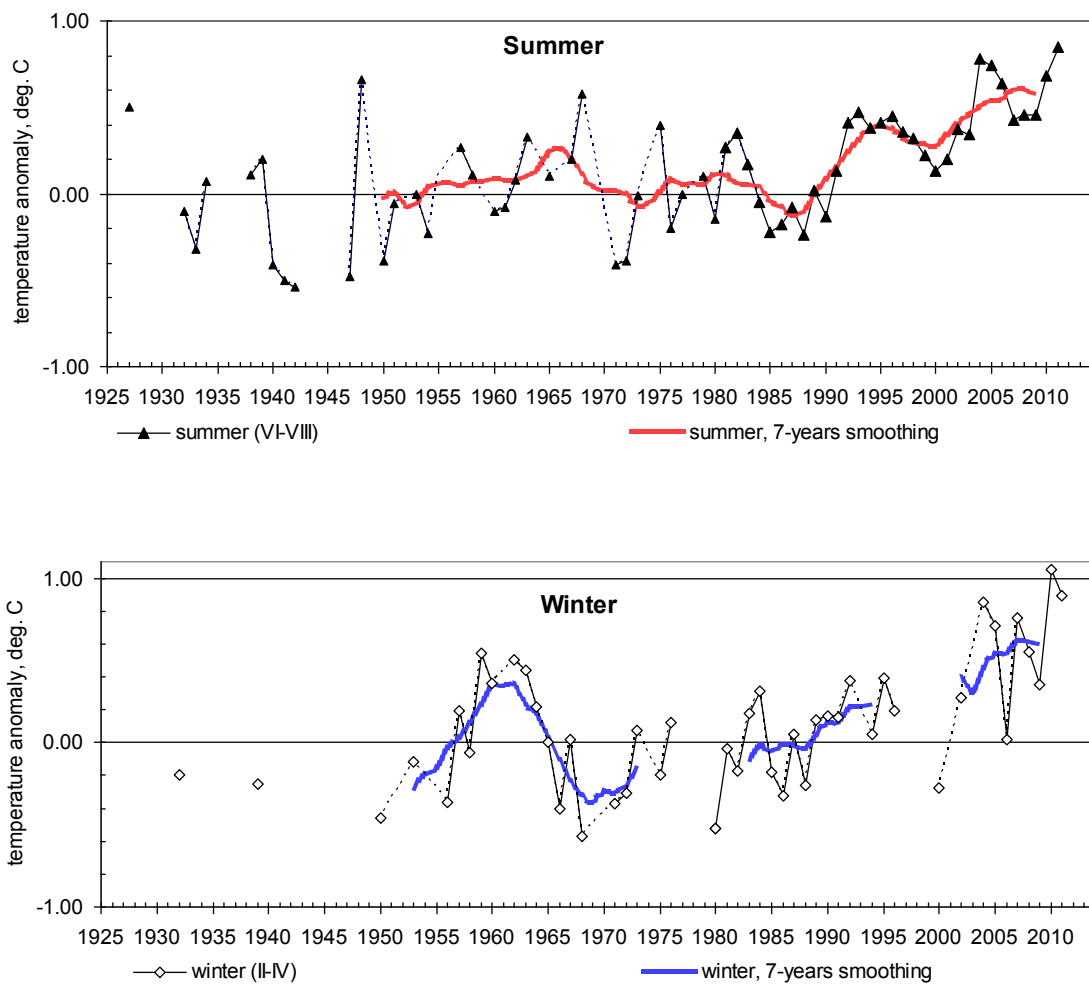 1.00
Summer
temperature anomaly, deg. C
0.00
-1.00
1925 1930 1935 1940 1945 1950 1955 1960 1965 1970 1975 1980 1985 1990 1995 2000 2005 2010
summer (VI-VIII) summer, 7-years smoothing
1.00
Winter
temperature anomaly, deg. C
0.00
-1.00
1925 1930 1935 1940 1945 1950 1955 1960 1965 1970 1975 1980 1985 1990 1995 2000 2005 2010
winter (II-IV) winter, 7-years smoothing